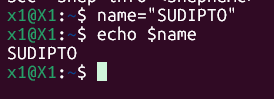 x1@X1:~$ name="SUDIPTO"
x1@X1:~$ echo $name
SUDIPTO
x1@X1:~$